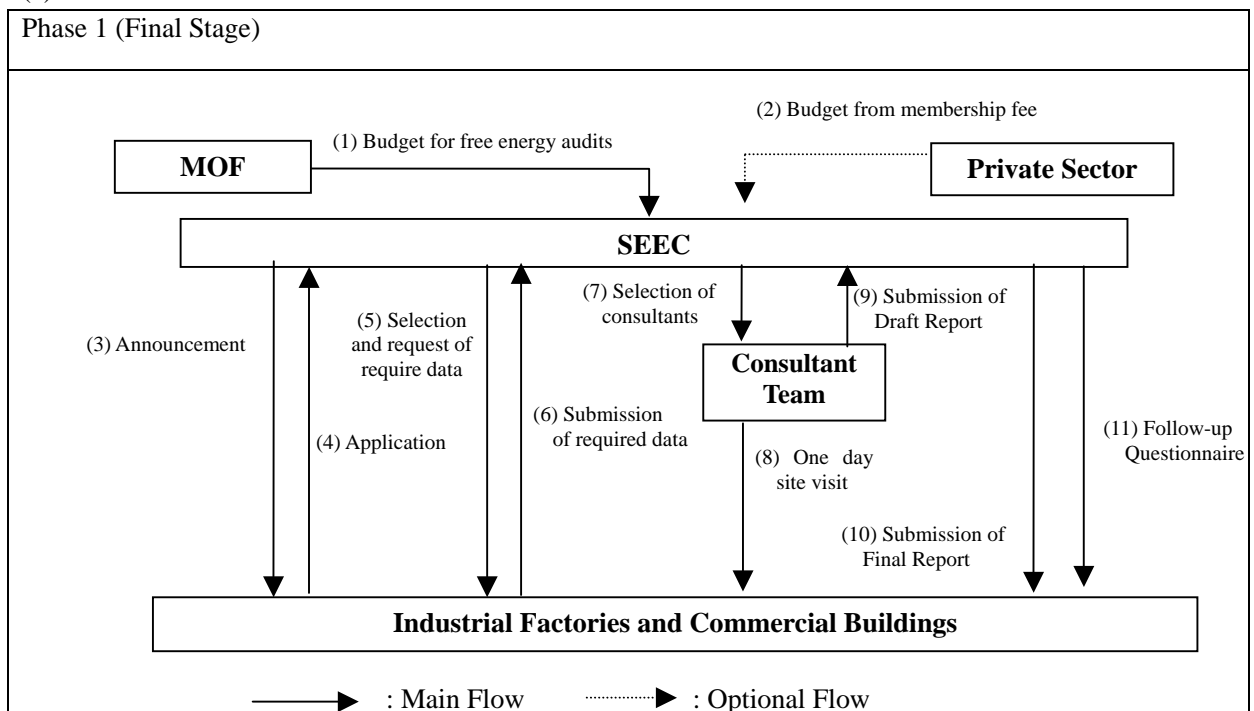 Phase 1 (Final Stage)
(2) Budget from membership fee
(1) Budget for free energy audits
MOF
Private Sector
SEEC
(3) Announcement
(4) Application
(5) Selection
and request of
require data
(6) Submission
of required data
(7) Selection of
consultants
(9) Submission of
Draft Report
Consultant
Team
(8) One day
site visit
(10) Submission of
Final Report
(11) Follow-up
Questionnaire
Industrial Factories and Commercial Buildings
: Main Flow
: Optional Flow